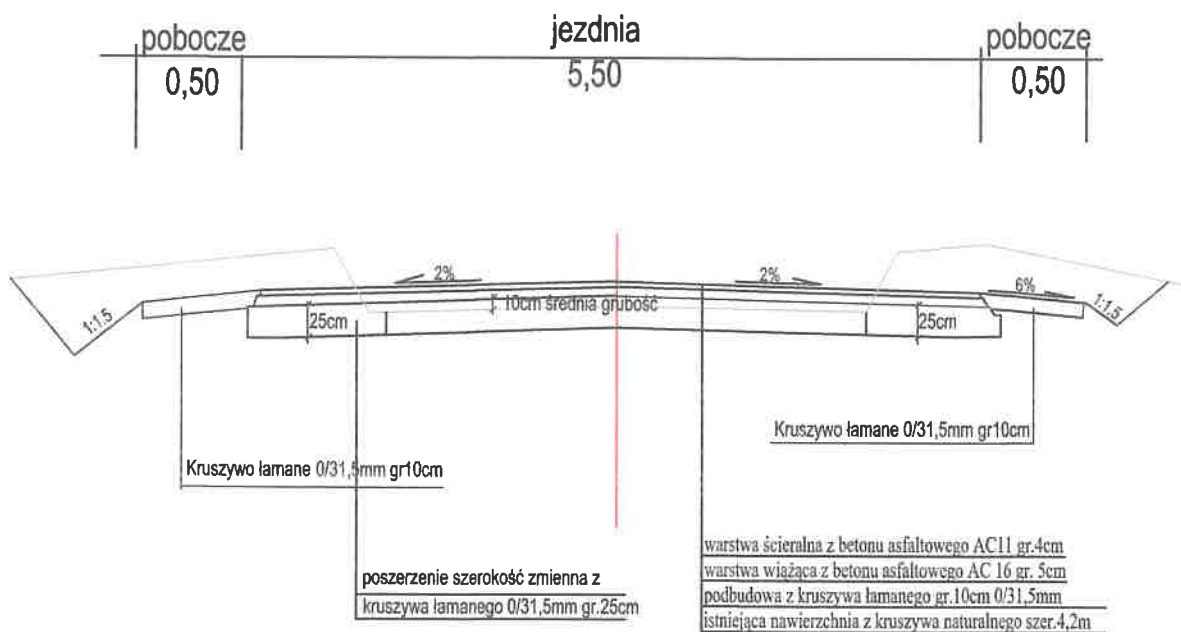 pobocze
jezdnia
pobocze
0,50
5,50
0,50
2%
2%
6%
1:1.5
10cm średnia grubość
1:1.5
25cm
25cm
Kruszywo łamane 0/31,5mm gr10cm
Kruszywo łamane 0/31,5mm gr10cm
warstwa ścieralna z betonu asfaltowego AC11 gr.4cm
warstwa wiążąca z betonu asfaltowego AC 16 gr. 5cm
podbudowa z kruszywa łamanego gr.10cm 0/31,5mm
istniejąca nawierzchnia z kruszywa naturalnego szer.4,2m
poszerzenie szerokość zmienna z
kruszywa łamanego 0/31,5mm gr.25cm